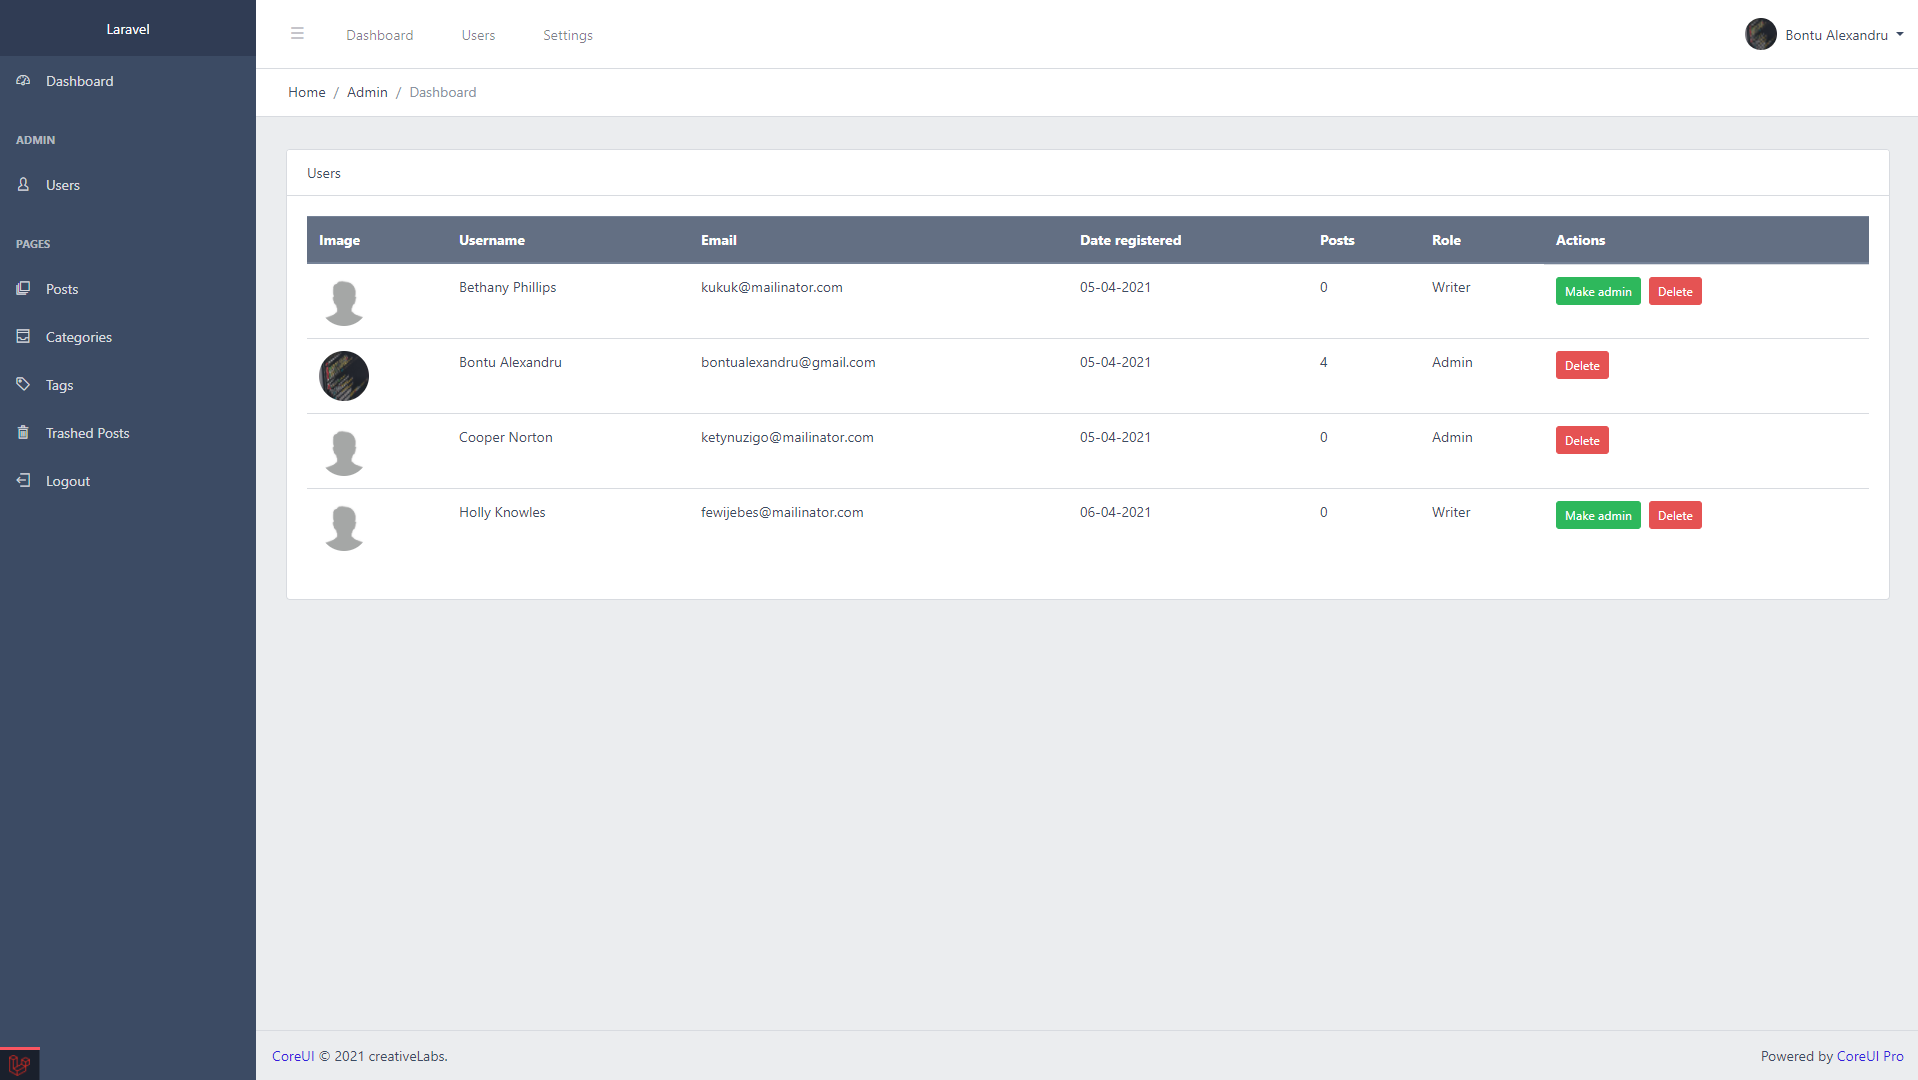 Laravel
Dashboard
ADMIN
Users
PAGES
Posts
Categories
Tags
Trashed Posts
Logout
Dashboard Users Settings
Bontu Alexandru
Home / Admin / Dashboard
Users
Image Username Email Date registered Posts Role Actions
Bethany Phillips kukuk@mailinator.com 05-04-2021 0 Writer Make admin Delete
Bontu Alexandru bontualexandru@gmail.com 05-04-2021 4 Admin Delete
Cooper Norton ketynuzigo@mailinator.com 05-04-2021 0 Admin Delete
Holly Knowles fewijebes@mailinator.com 06-04-2021 0 Writer Make admin Delete
CoreUI © 2021 creativeLabs.
Powered by CoreUI Pro